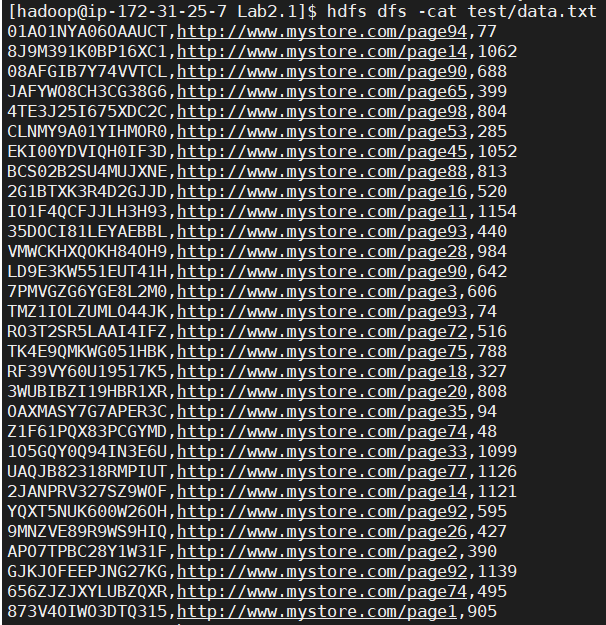 [hadoop@ip-172-31-25-7 Lab2.1]$ hdfs dfs -cat test/data.txt
01AO1NYA06OAAUCT,http://www.mystore.com/page94,77
8J9M391K0BP16XC1,http://www.mystore.com/page14,1062
08AFGIB7Y74VVTCL,http://www.mystore.com/page90,688
JAFYWO8CH3CG38G6,http://www.mystore.com/page65,399
4TE3J25I675XDC2C,http://www.mystore.com/page98,804
CLNMY9A01YIHMOR0,http://www.mystore.com/page53,285
EKI00YDVIQH0IF3D,http://www.mystore.com/page45,1052
BCS02B2SU4MUJXNE,http://www.mystore.com/page88,813
2G1BTXK3R4D2GJJD,http://www.mystore.com/page16,520
IO1F4QCFJJLH3H93,http://www.mystore.com/page11,1154
35DOCI81LEYAEBBL,http://www.mystore.com/page93,440
VMWCKHXQOKH84OH9,http://www.mystore.com/page28,984
LD9E3KW551EUT41H,http://www.mystore.com/page90,642
7PMVGZG6YGE8L2M0,http://www.mystore.com/page3,606
TMZ1IOLZUMLO44JK,http://www.mystore.com/page93,74
RO3T2SR5LAAI4IFZ,http://www.mystore.com/page72,516
TK4E9QMKWG051HBK,http://www.mystore.com/page75,788
RF39VY60U19517K5,http://www.mystore.com/page18,327
3WUBIBZI19HBR1XR,http://www.mystore.com/page20,808
OAXMASY7G7APER3C,http://www.mystore.com/page35,94
Z1F61PQX83PCGYMD,http://www.mystore.com/page74,48
1O5GQY0Q94IN3E6U,http://www.mystore.com/page33,1099
UAQJB82318RMPIUT,http://www.mystore.com/page77,1126
2JANPRV327SZ9WOF,http://www.mystore.com/page14,1121
YQXT5NUK600W26OH,http://www.mystore.com/page92,595
9MNZVE89R9WS9HIQ,http://www.mystore.com/page26,427
APO7TPBC28Y1W31F,http://www.mystore.com/page2,390
GJKJOFEEPJNG27KG,http://www.mystore.com/page92,1139
656ZJZJXYLUBZQXR,http://www.mystore.com/page74,495
873V4OIWO3DTQ315,http://www.mystore.com/page1,905